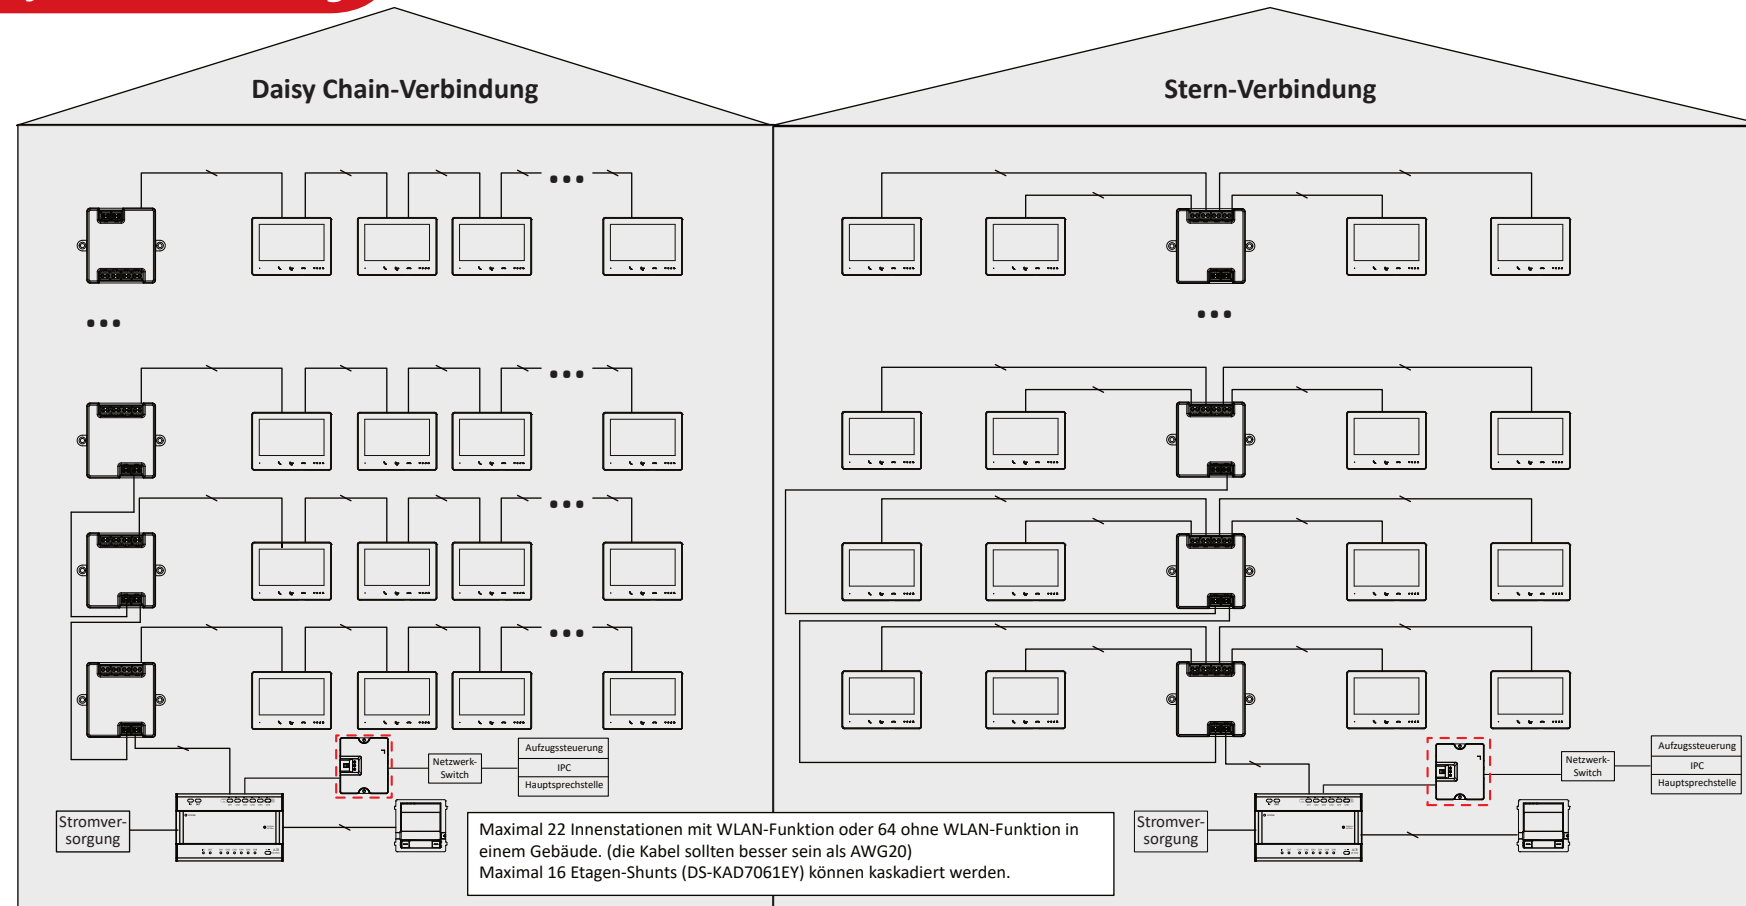 Daisy Chain-Verbindung
Stern-Verbindung
Netzwerk-
Switch
Aufzugssteuerung
IPC
Hauptsprechstelle
Stromver-
sorgung
Maximal 22 Innenstationen mit WLAN-Funktion oder 64 ohne WLAN-Funktion in
einem Gebäude. (die Kabel sollten besser sein als AWG20)
Maximal 16 Etagen-Shunts (DS-KAD7061EY) können kaskadiert werden.
Netzwerk-
Switch
Aufzugssteuerung
IPC
Hauptsprechstelle
Stromver-
sorgung